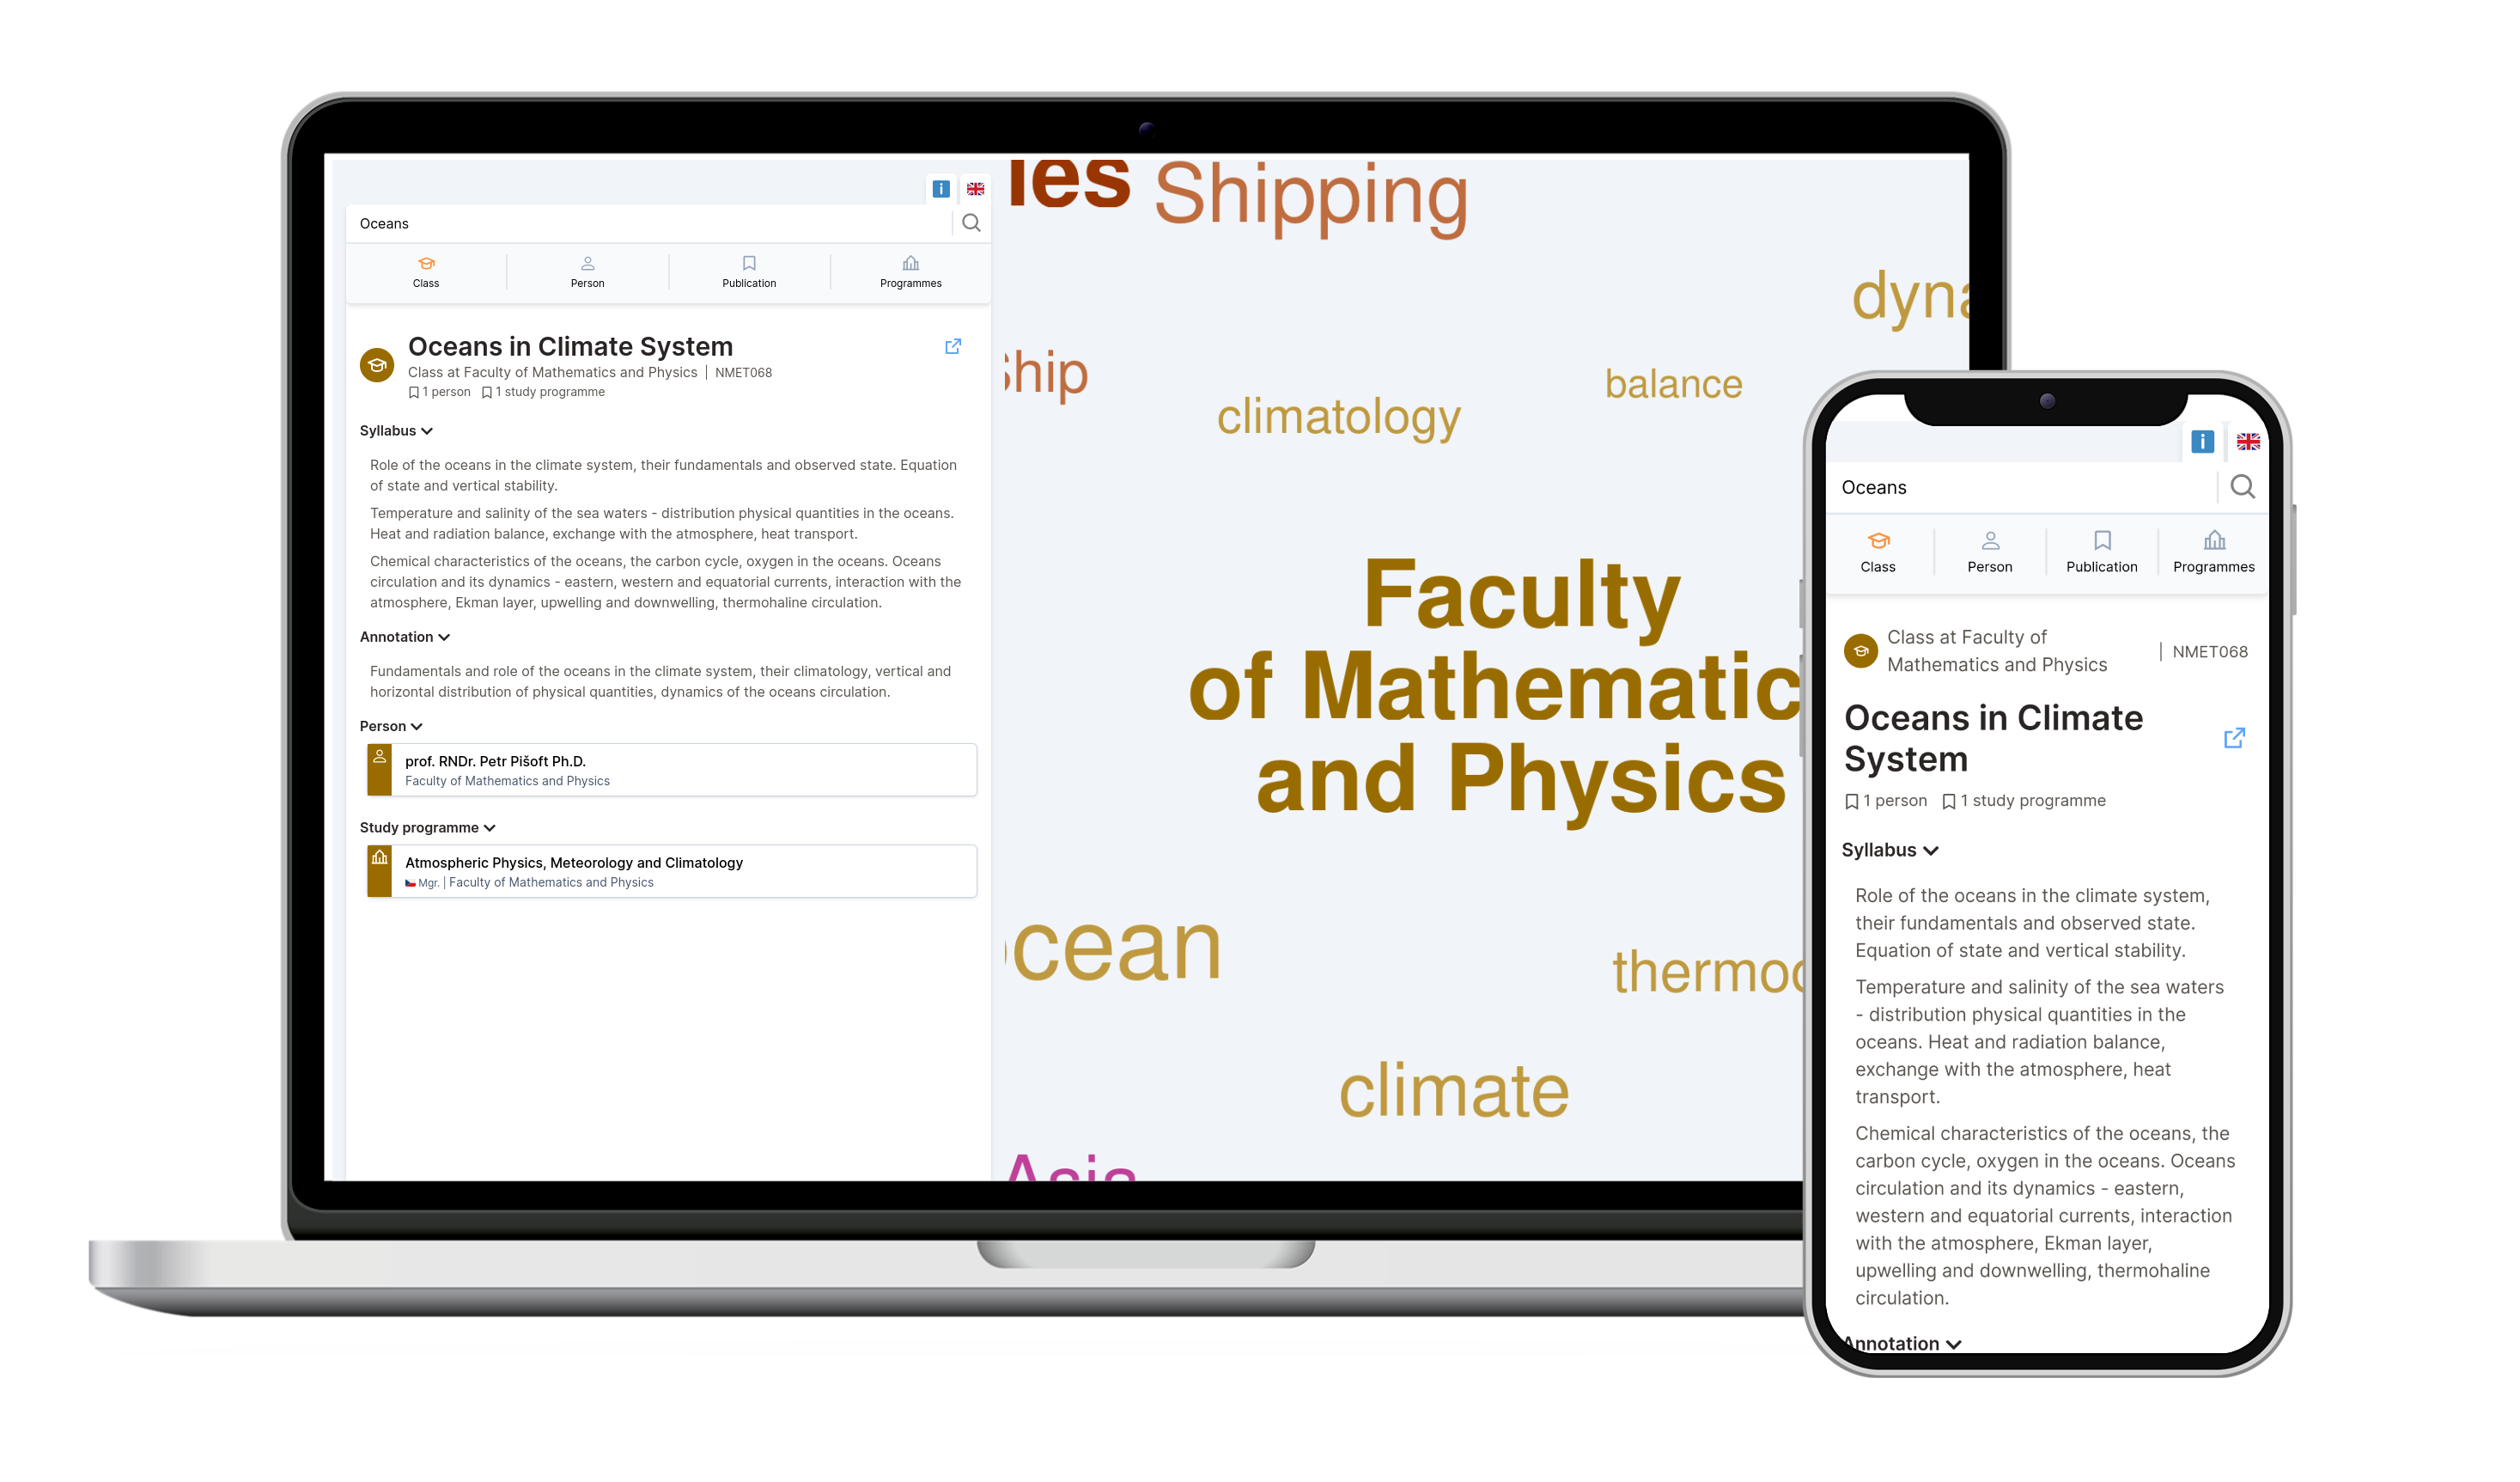 Oceans
Class
Person
Publication
Programmes
Oceans in Climate System
Class at Faculty of Mathematics and Physics | NMET068
1 person 1 study programme
Syllabus
Role of the oceans in the climate system, their fundamentals and observed state. Equation
of state and vertical stability.
Temperature and salinity of the sea waters - distribution physical quantities in the oceans.
Heat and radiation balance, exchange with the atmosphere, heat transport.
Chemical characteristics of the oceans, the carbon cycle, oxygen in the oceans. Oceans
circulation and its dynamics - eastern, western and equatorial currents, interaction with the
atmosphere, Ekman layer, upwelling and downwelling, thermohaline circulation.
Annotation
Fundamentals and role of the oceans in the climate system, their climatology, vertical and
horizontal distribution of physical quantities, dynamics of the oceans circulation.
Person
prof. RNDr. Petr Pišoft Ph.D.
Faculty of Mathematics and Physics
Study programme
Atmospheric Physics, Meteorology and Climatology
Mgr. | Faculty of Mathematics and Physics
ies Shipping
dyna
ship
climatology
balance
Faculty
of Mathematic
and Physics
cean
thermod
climate
Asia
Oceans
Class
Person
Publication
Programmes
Class at Faculty of
Mathematics and Physics
| NMET068
Oceans in Climate
System
1 person 1 study programme
Syllabus
Role of the oceans in the climate system,
their fundamentals and observed state.
Equation of state and vertical stability.
Temperature and salinity of the sea waters
- distribution physical quantities in the
oceans. Heat and radiation balance,
exchange with the atmosphere, heat
transport.
Chemical characteristics of the oceans, the
carbon cycle, oxygen in the oceans. Oceans
circulation and its dynamics - eastern,
western and equatorial currents, interaction
with the atmosphere, Ekman layer,
upwelling and downwelling, thermohaline
circulation.
Annotation